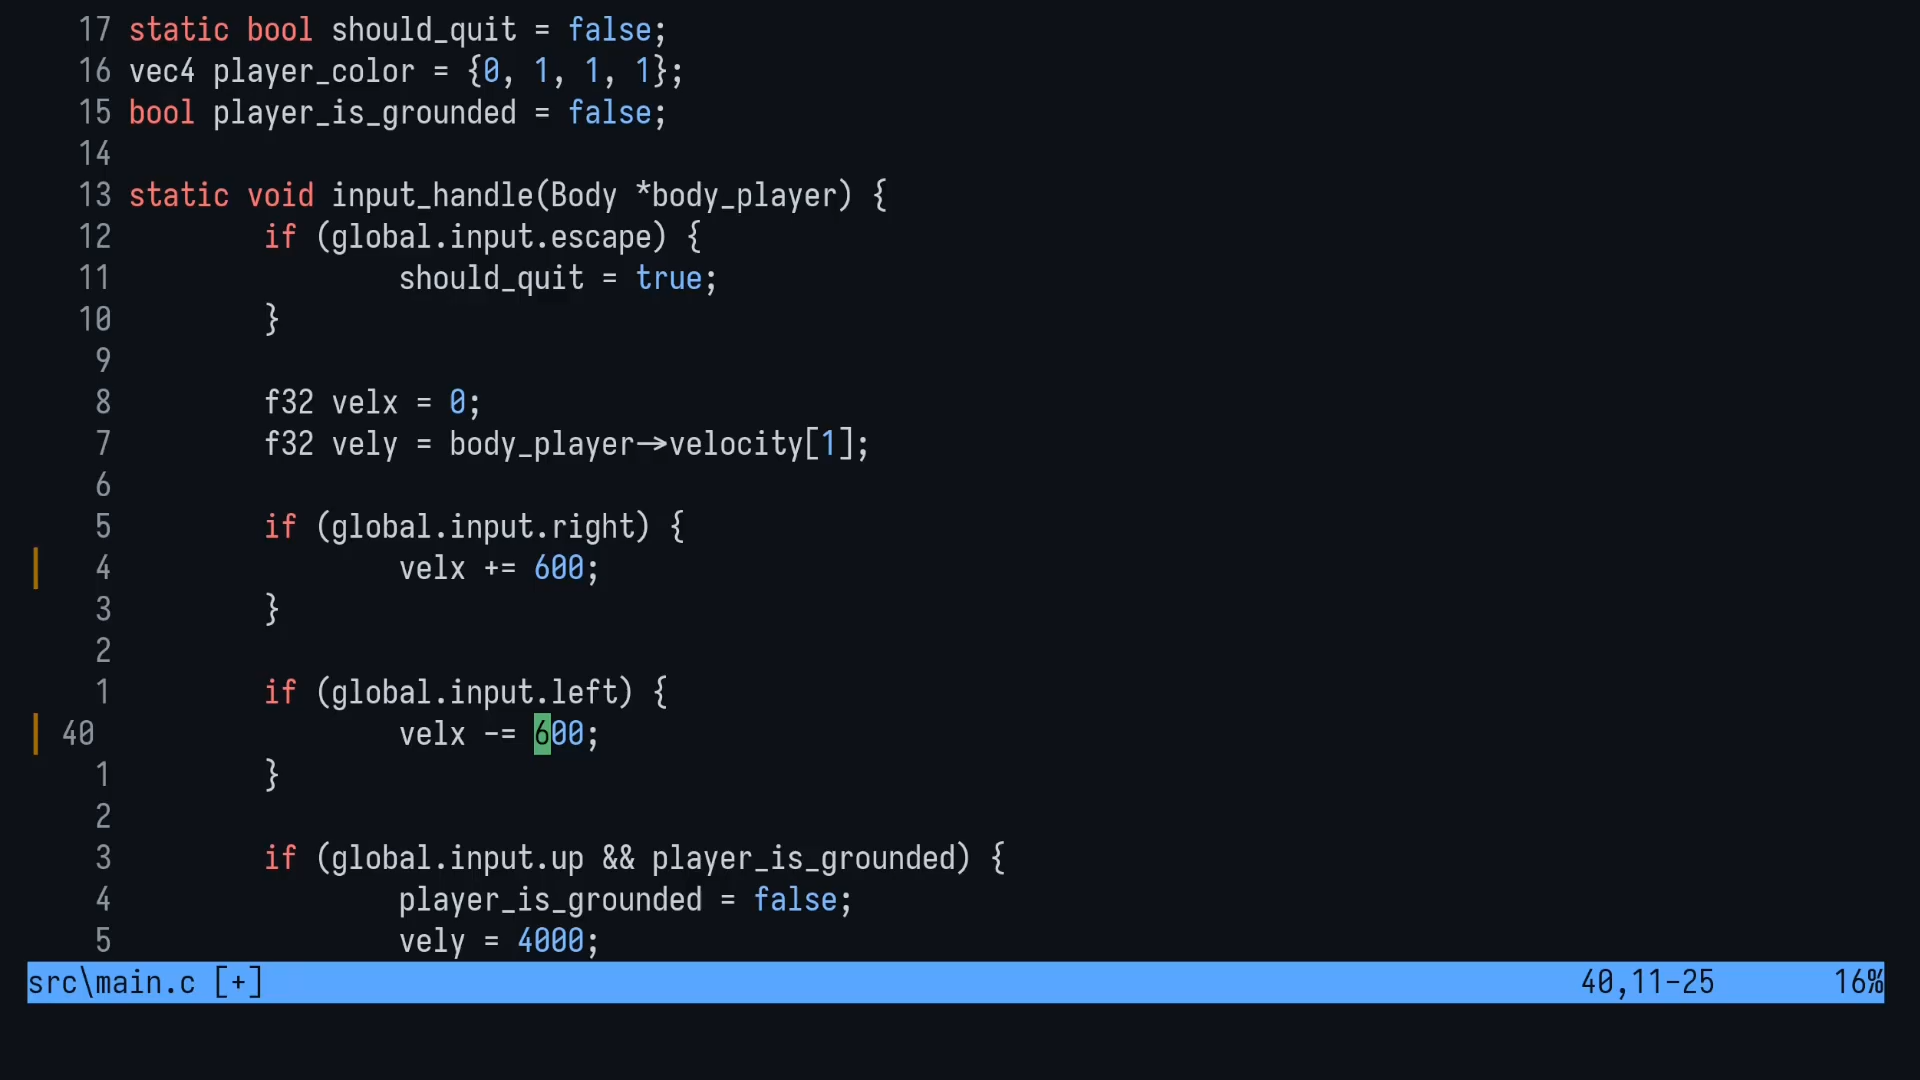 17 static bool should_quit = false;
16 vec4 player_color = {0, 1, 1, 1};
15 bool player_is_grounded = false;
14
13 static void input_handle(Body *body_player) {
12         if (global.input.escape) {
11                 should_quit = true;
10         }
9
8         f32 velx = 0;
7         f32 vely = body_player->velocity[1];
6
5         if (global.input.right) {
4                 velx += 600;
3         }
2
1         if (global.input.left) {
40                 velx -= 600;
1         }
2
3         if (global.input.up && player_is_grounded) {
4                 player_is_grounded = false;
5                 vely = 4000;
src\main.c [+] 40,11-25 16%